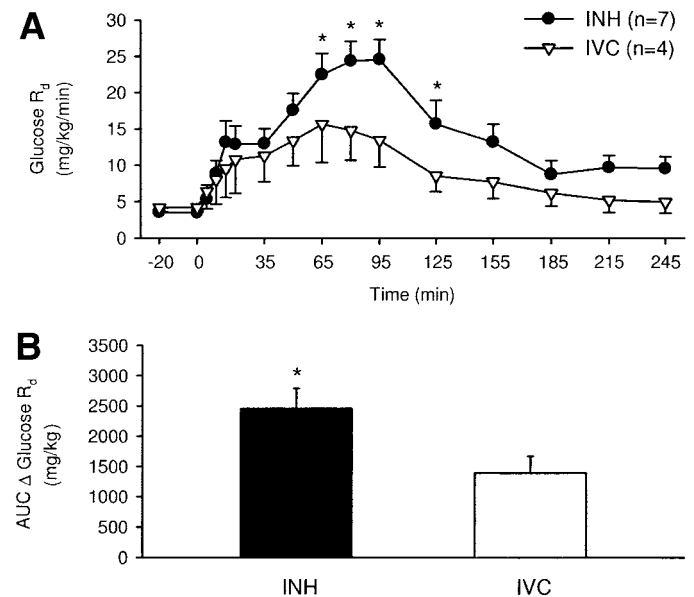 A
INH (n=7)
IVC (n=4)
Glucose Rd
(mg/kg/min)
30
25
20
15
10
5
0
* * *
*
-20 0 35 65 95 125 155 185 215 245
Time (min)
B
AUC Δ Glucose Rd
(mg/kg)
3500
3000
2500
2000
1500
1000
500
0
*
INH IVC